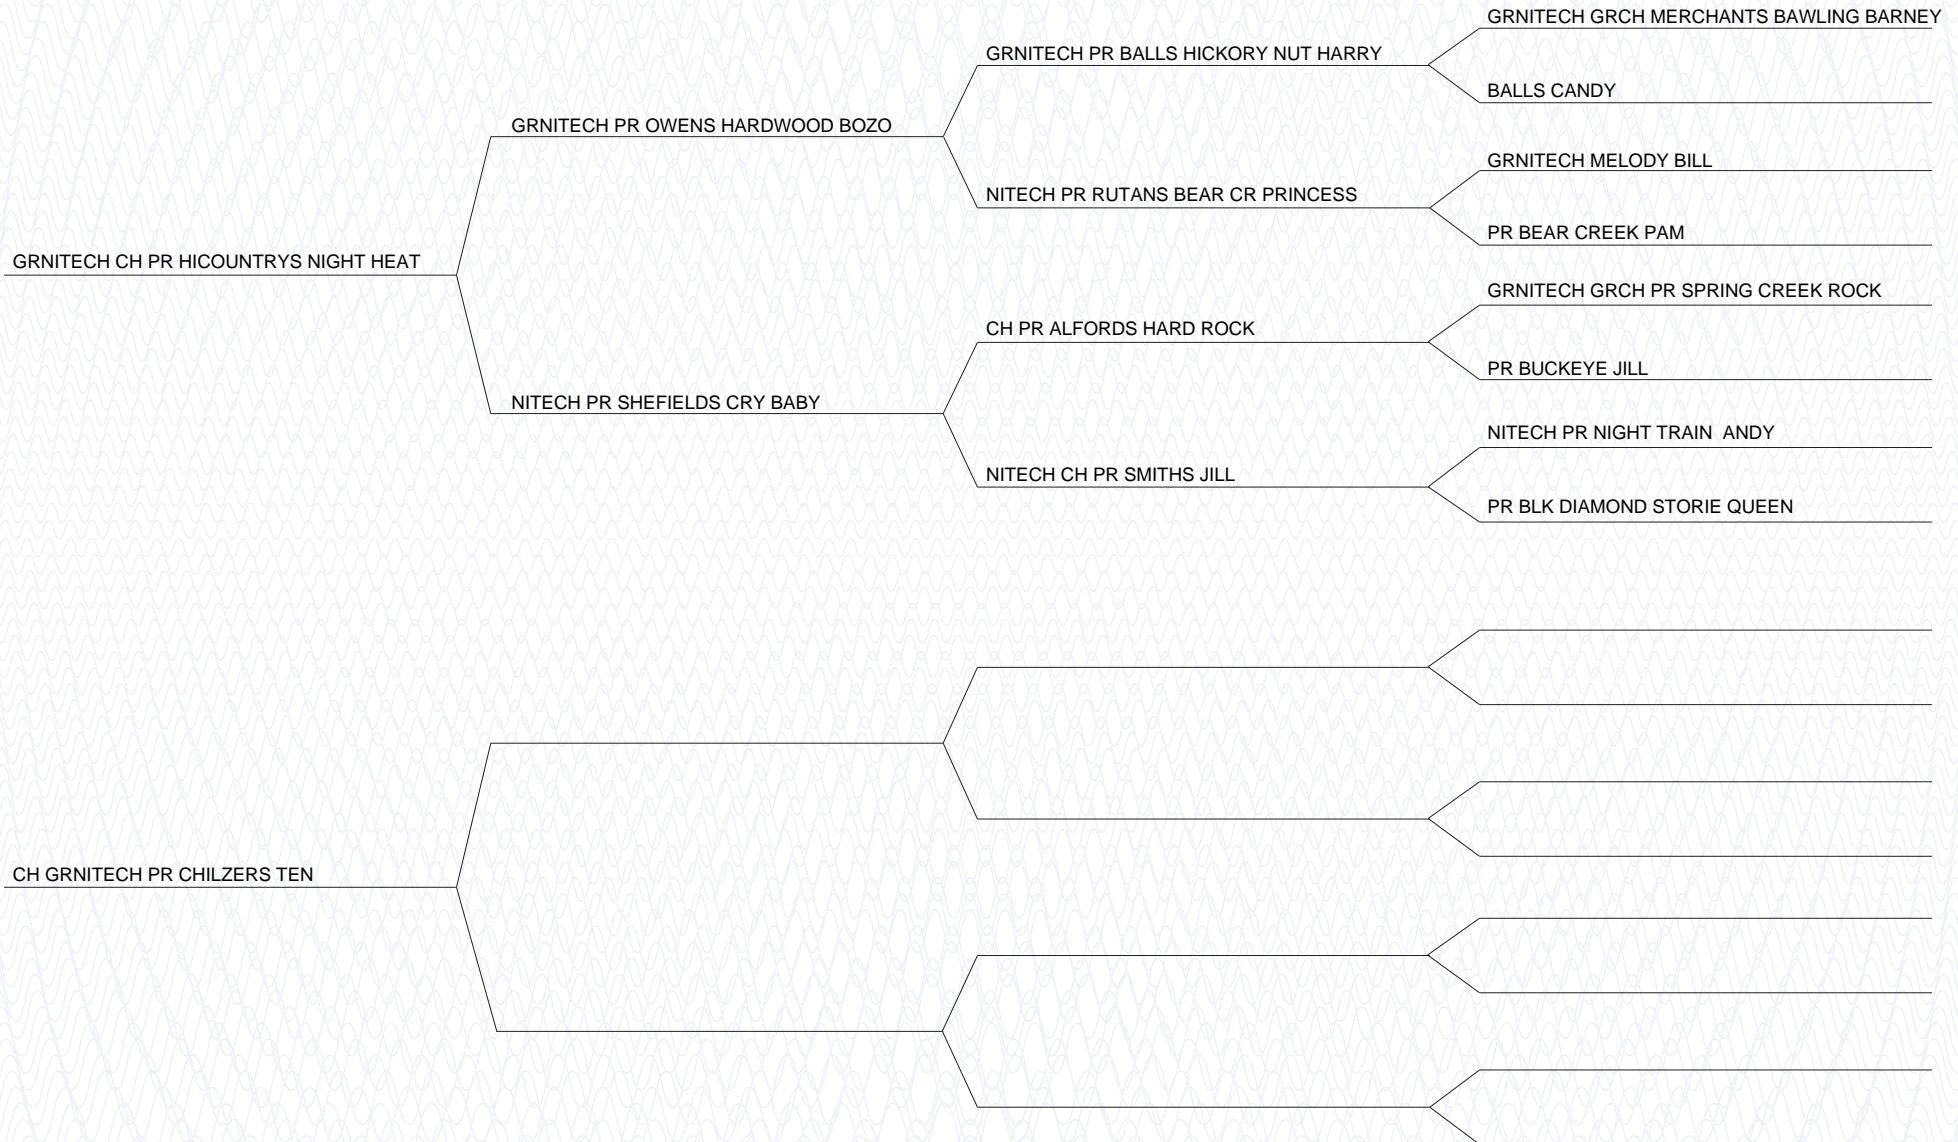 GRNITECH GRCH MERCHANTS BAWLING BARNEY
GRNITECH PR BALLS HICKORY NUT HARRY
BALLS CANDY
GRNITECH PR OWENS HARDWOOD BOZO
GRNITECH MELODY BILL
NITECH PR RUTANS BEAR CR PRINCESS
PR BEAR CREEK PAM
GRNITECH CH PR HICOUNTRYS NIGHT HEAT
GRNITECH GRCH PR SPRING CREEK ROCK
CH PR ALFORDS HARD ROCK
PR BUCKEYE JILL
NITECH PR SHEFIELDS CRY BABY
NITECH PR NIGHT TRAIN  ANDY
NITECH CH PR SMITHS JILL
PR BLK DIAMOND STORIE QUEEN
CH GRNITECH PR CHILZERS TEN